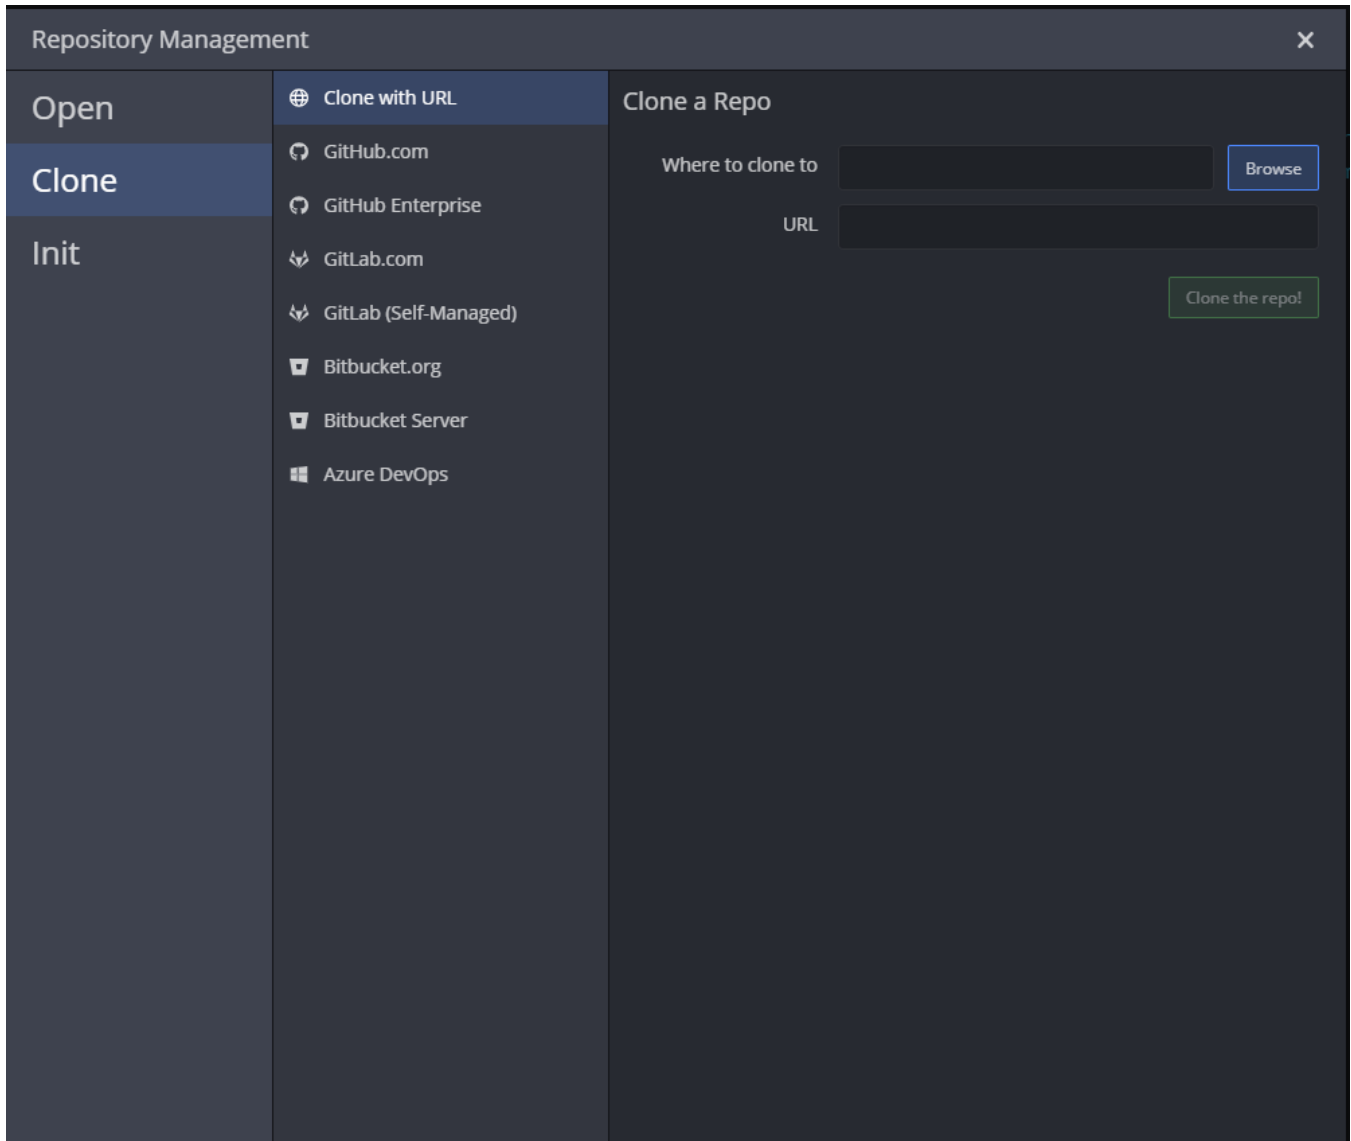 Repository Management
Open
Clone
Init
Clone with URL
GitHub.com
GitHub Enterprise
GitLab.com
GitLab (Self-Managed)
Bitbucket.org
Bitbucket Server
Azure DevOps
Clone a Repo
Where to clone to
Browse
URL
Clone the repo!